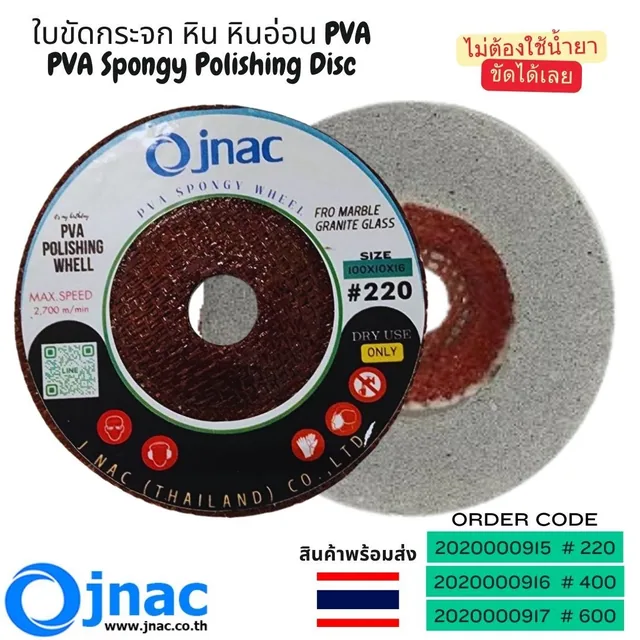 ใบขัดกระจก หิน หินอ่อน PVA
PVA Spongy Polishing Disc
ไม่ต้องใช้น้ำยา
ขัดได้เลย
jnac
PVA SPONGY WHEEL
it's my birthday
PVA
POLISHING
WHELL
FRO MARBLE
GRANITE GLASS
SIZE
100X10X16
#220
MAX.SPEED
2,700 m/min
LINE
DRY USE
ONLY
J NAC (THAILAND) CO., LTD
ORDER CODE
2020000915 # 220
2020000916 # 400
2020000917 # 600
สินค้าพร้อมส่ง
jnac
www.jnac.co.th